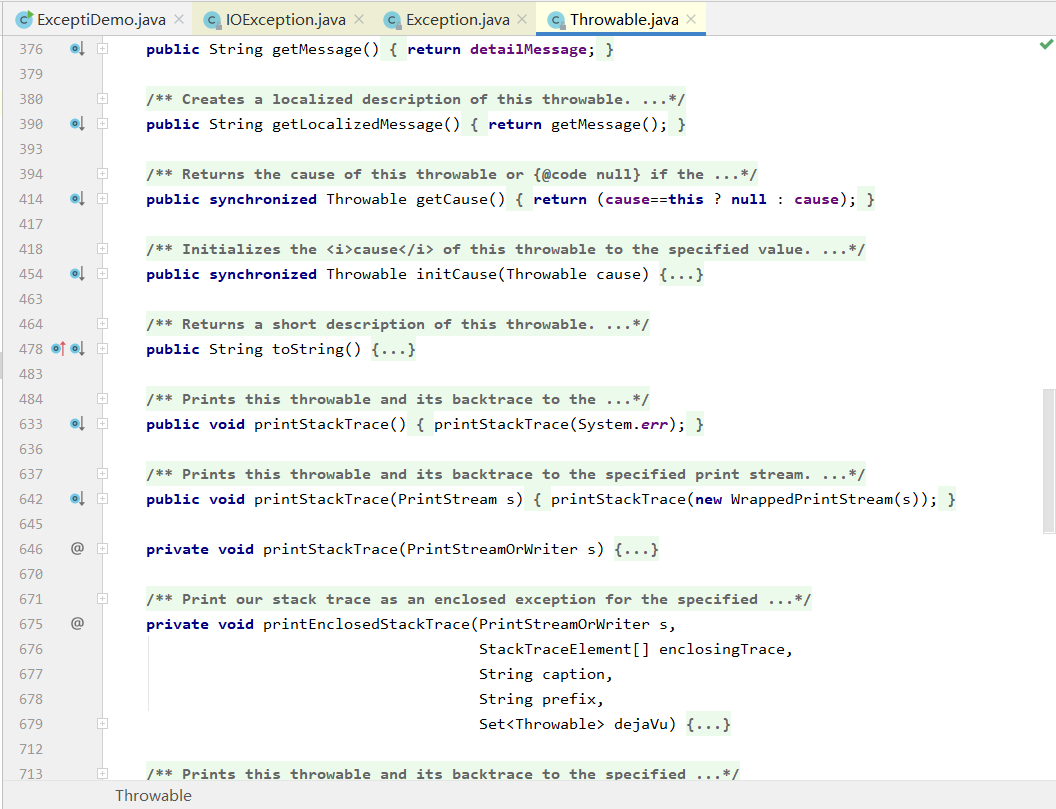 ExceptiDemo.java IOException.java Exception.java Throwable.java
376 public String getMessage() { return detailMessage; }
379
380 /** Creates a localized description of this throwable. ...*/
390 public String getLocalizedMessage() { return getMessage(); }
393
394 /** Returns the cause of this throwable or {@code null} if the ...*/
414 public synchronized Throwable getCause() { return (cause==this ? null : cause); }
417
418 /** Initializes the <i>cause</i> of this throwable to the specified value. ...*/
454 public synchronized Throwable initCause(Throwable cause) {...}
463
464 /** Returns a short description of this throwable. ...*/
478 public String toString() {...}
483
484 /** Prints this throwable and its backtrace to the ...*/
633 public void printStackTrace() { printStackTrace(System.err); }
636
637 /** Prints this throwable and its backtrace to the specified print stream. ...*/
642 public void printStackTrace(PrintStream s) { printStackTrace(new WrappedPrintStream(s)); }
645
646 @ private void printStackTrace(PrintStreamOrWriter s) {...}
670
671 /** Print our stack trace as an enclosed exception for the specified ...*/
675 @ private void printEnclosedStackTrace(PrintStreamOrWriter s,
676 StackTraceElement[] enclosingTrace,
677 String caption,
678 String prefix,
679 Set<Throwable> dejaVu) {...}
712
713 /** Prints this throwable and its backtrace to the specified ...*/
Throwable